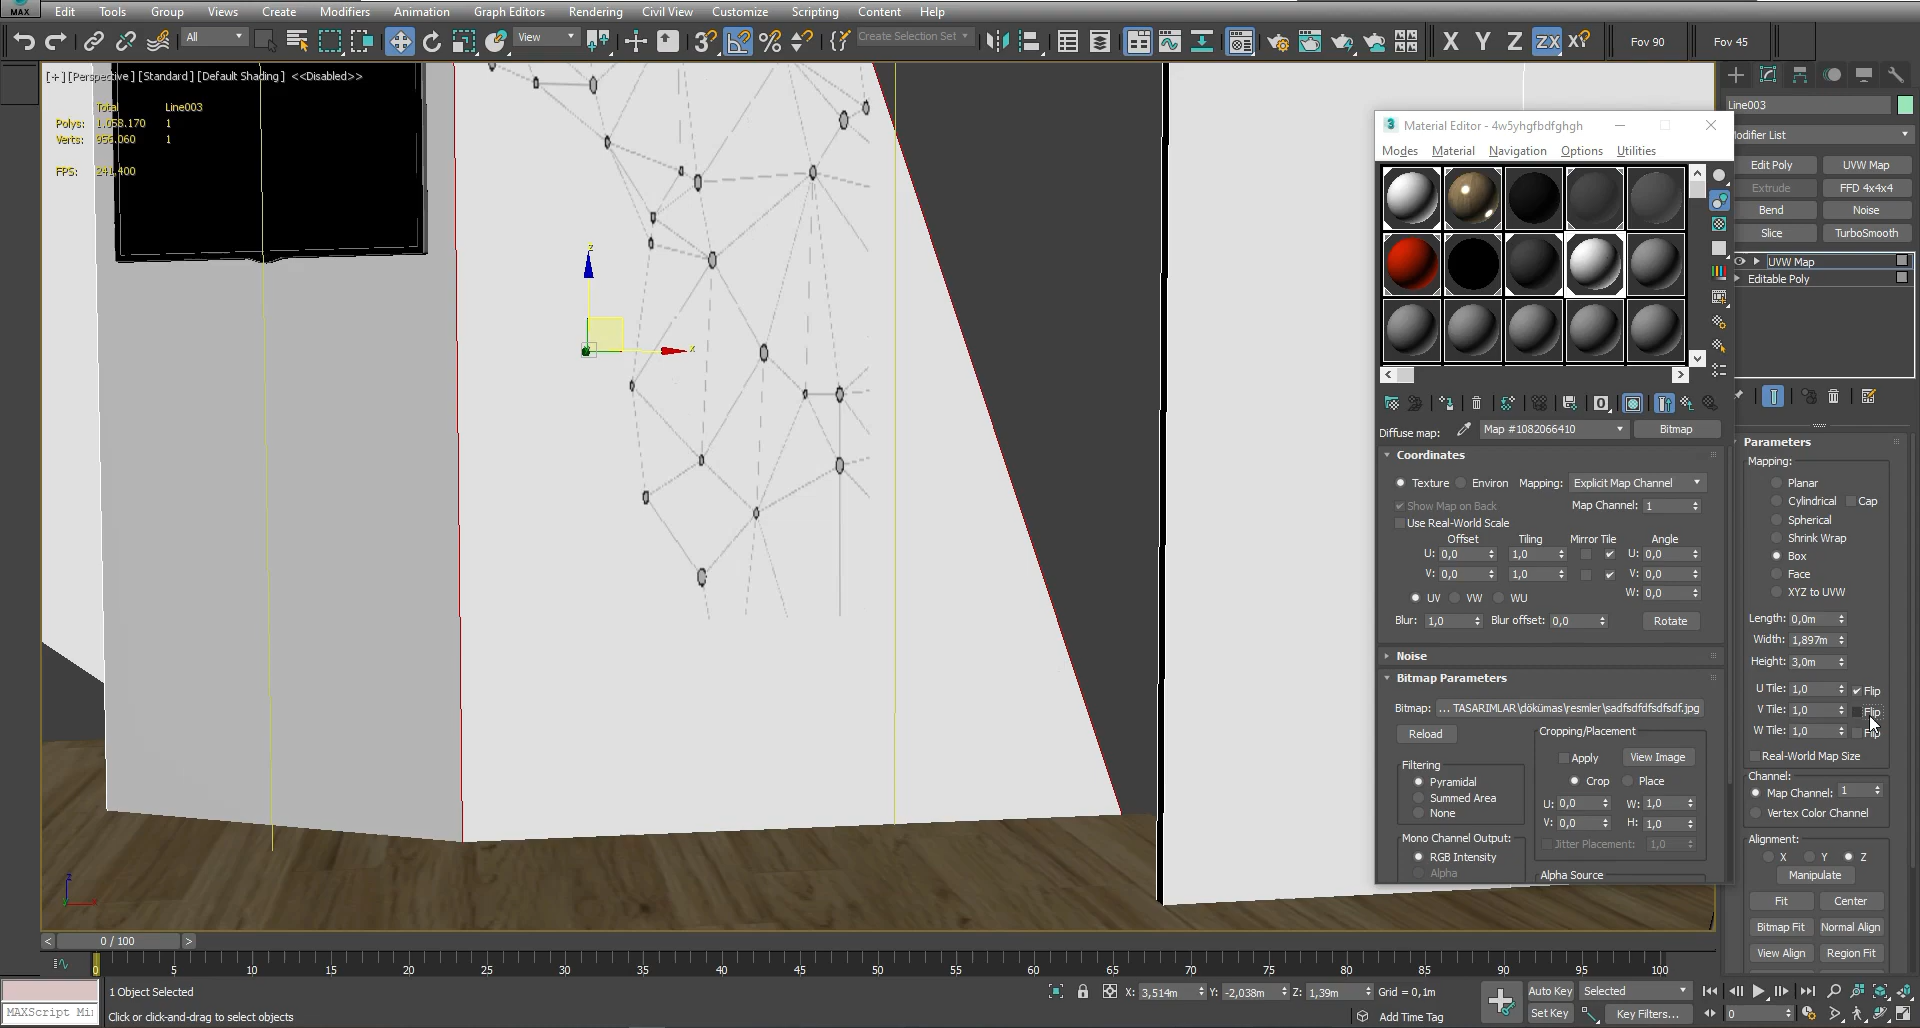 MAX Edit Tools Group Views Create Modifiers Animation Graph Editors Rendering Civil View Customize Scripting Content Help
All View Create Selection Set X Y Z ZX XY Fov 90 Fov 45
[+] [Perspective] [Standard] [Default Shading] <<Disabled>>
Total Line003
Polys: 1.058.170 1
Verts: 956.060 1
FPS: 241,400
z
x
Line003
Modifier List
Edit Poly UVW Map
Extrude FFD 4x4x4
Bend Noise
Slice TurboSmooth
UVW Map
Editable Poly
3 Material Editor - 4w5yhgfbdfghgh
Modes Material Navigation Options Utilities
Diffuse map: Map #1082066410 Bitmap
Coordinates
Texture Environ Mapping: Explicit Map Channel
Show Map on Back Map Channel: 1
Use Real-World Scale
Offset Tiling Mirror Tile Angle
U: 0,0 1,0 U: 0,0
V: 0,0 1,0 V: 0,0
W: 0,0
UV VW WU
Blur: 1,0 Blur offset: 0,0 Rotate
Noise
Bitmap Parameters
Bitmap: ... TASARIMLAR\dökümas\resmler\sadfsdfdfsdfsdf.jpg
Reload
Cropping/Placement
Apply View Image
Crop Place
U: 0,0 W: 1,0
V: 0,0 H: 1,0
Jitter Placement: 1,0
Filtering
Pyramidal
Summed Area
None
Mono Channel Output:
RGB Intensity
Alpha
Alpha Source
Parameters
Mapping:
Planar
Cylindrical Cap
Spherical
Shrink Wrap
Box
Face
XYZ to UVW
Length: 0,0m
Width: 1,897m
Height: 3,0m
U Tile: 1,0 Flip
V Tile: 1,0 Flip
W Tile: 1,0 Flip
Real-World Map Size
Channel:
Map Channel: 1
Vertex Color Channel
Alignment:
X Y Z
Manipulate
Fit Center
Bitmap Fit Normal Align
View Align Region Fit
z
x
< 0 / 100 >
0 5 10 15 20 25 30 35 40 45 50 55 60 65 70 75 80 85 90 95 100
1 Object Selected
X: 3,514m Y: -2,038m Z: 1,39m Grid = 0,1m
Auto Key Selected
MAXScript Mi
Click or click-and-drag to select objects
Add Time Tag
Set Key Key Filters... 0